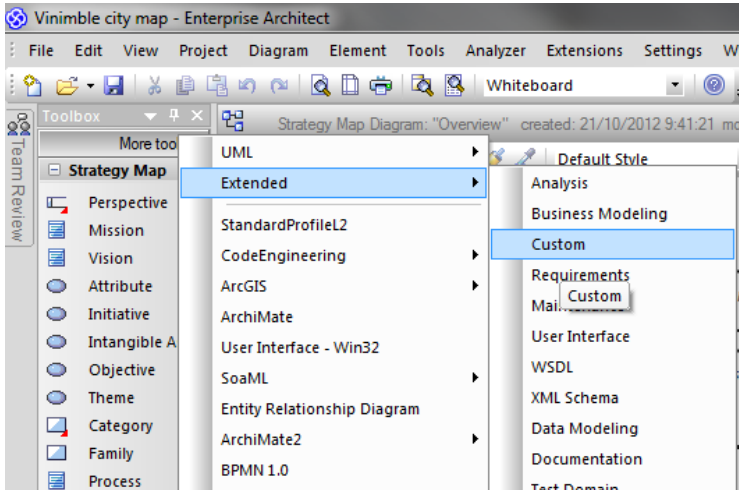 Vinimble city map - Enterprise Architect
File Edit View Project Diagram Element Tools Analyzer Extensions Settings W
Whiteboard
Toolbox
Strategy Map Diagram: "Overview" created: 21/10/2012 9:41:21
Team Review
More too
Default Style
Strategy Map
Perspective
Mission
Vision
Attribute
Initiative
Intangible A
Objective
Theme
Category
Family
Process
UML
Extended
StandardProfileL2
CodeEngineering
ArcGIS
ArchiMate
User Interface - Win32
SoaML
Entity Relationship Diagram
ArchiMate2
BPMN 1.0
Analysis
Business Modeling
Custom
Requirements
Custom
User Interface
WSDL
XML Schema
Data Modeling
Documentation
Test Domain